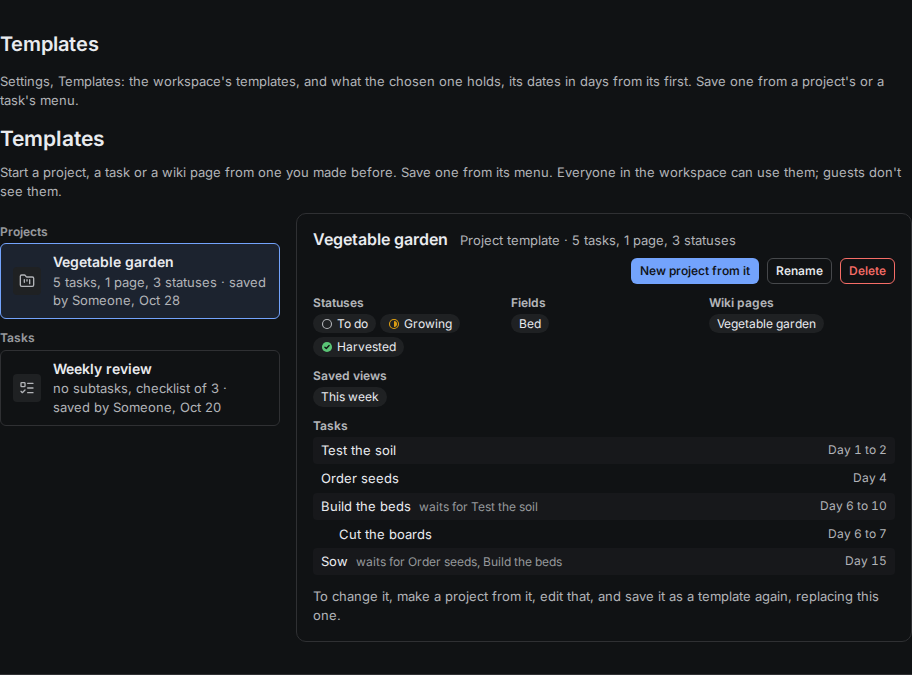 Templates
Settings, Templates: the workspace's templates, and what the chosen one holds, its dates in days from its first. Save one from a project's or a
task's menu.
Templates
Start a project, a task or a wiki page from one you made before. Save one from its menu. Everyone in the workspace can use them; guests don't
see them.
Projects
Vegetable garden
5 tasks, 1 page, 3 statuses · saved
by Someone, Oct 28
Tasks
Weekly review
no subtasks, checklist of 3 ·
saved by Someone, Oct 20
Vegetable garden Project template · 5 tasks, 1 page, 3 statuses
New project from it Rename Delete
Statuses Fields Wiki pages
To do Growing Bed Vegetable garden
Harvested
Saved views
This week
Tasks
Test the soil Day 1 to 2
Order seeds Day 4
Build the beds waits for Test the soil Day 6 to 10
Cut the boards Day 6 to 7
Sow waits for Order seeds, Build the beds Day 15
To change it, make a project from it, edit that, and save it as a template again, replacing this
one.